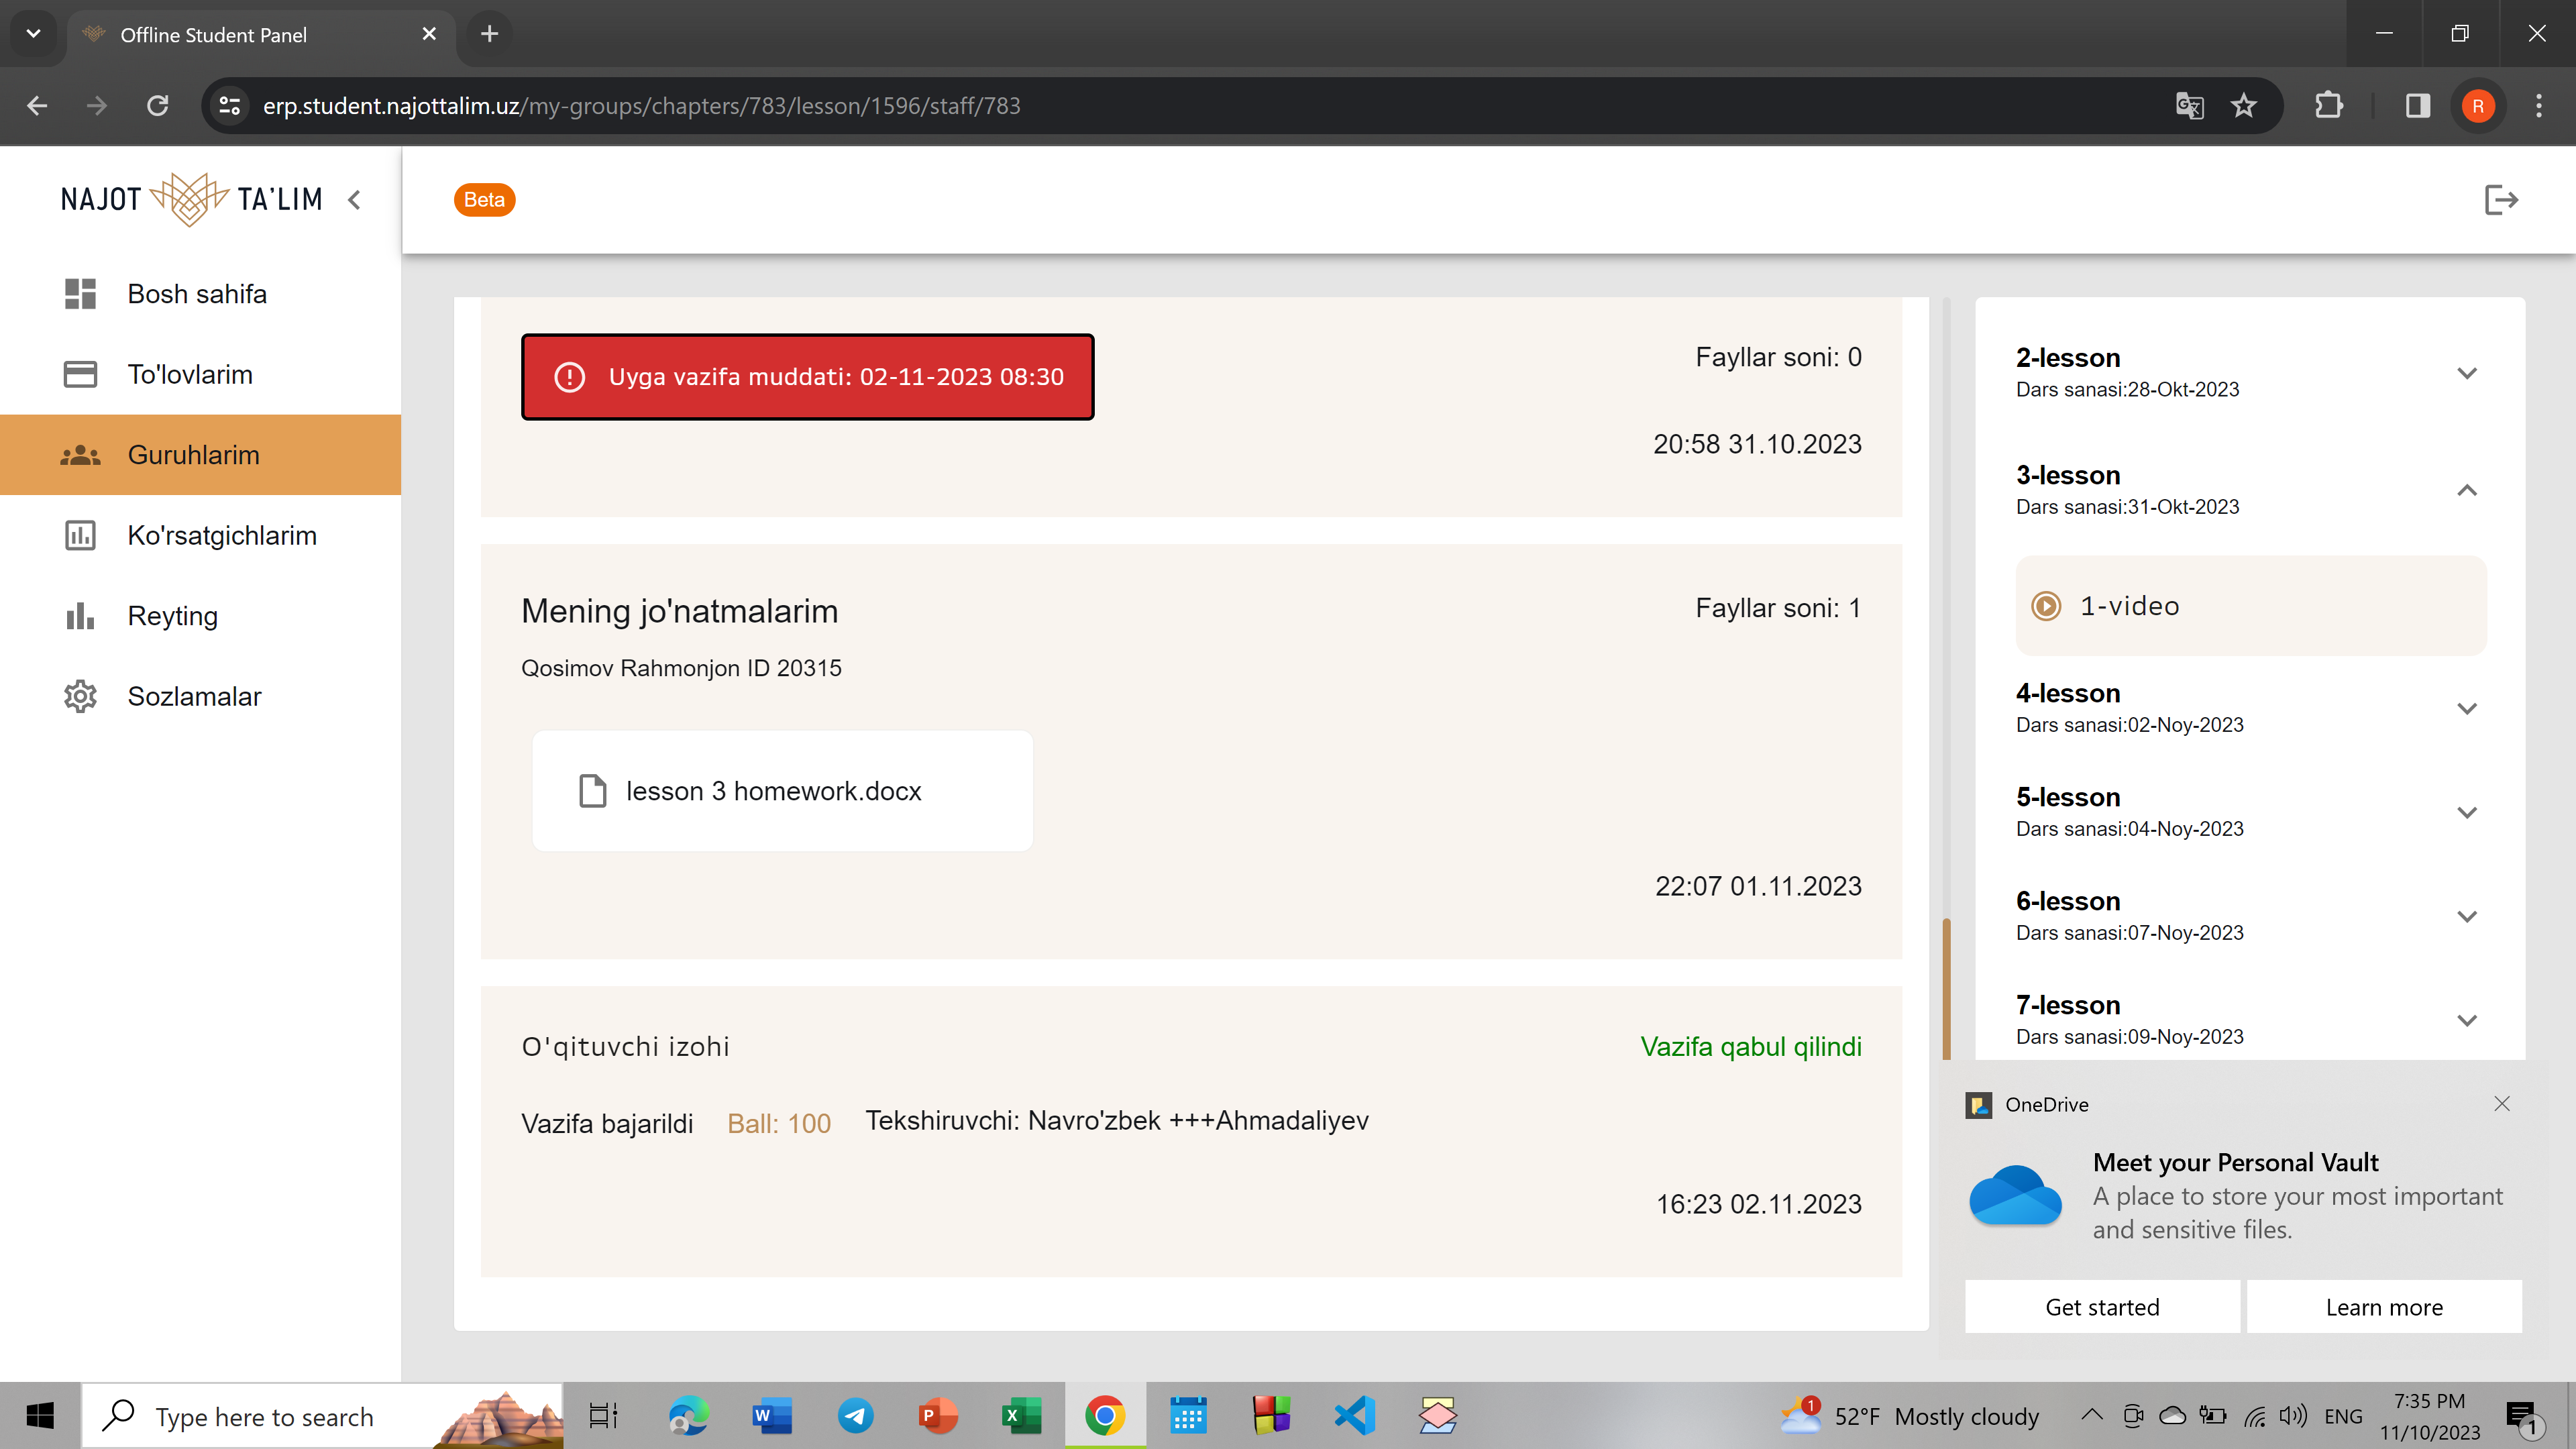 Offline Student Panel
erp.student.najottalim.uz/my-groups/chapters/783/lesson/1596/staff/783
R
NAJOT TA'LIM
Beta
Bosh sahifa
To'lovlarim
Guruhlarim
Ko'rsatgichlarim
Reyting
Sozlamalar
Uyga vazifa muddati: 02-11-2023 08:30
Fayllar soni: 0
20:58 31.10.2023
Mening jo'natmalarim
Fayllar soni: 1
Qosimov Rahmonjon ID 20315
lesson 3 homework.docx
22:07 01.11.2023
O'qituvchi izohi
Vazifa qabul qilindi
Vazifa bajarildi Ball: 100 Tekshiruvchi: Navro'zbek +++Ahmadaliyev
16:23 02.11.2023
2-lesson
Dars sanasi:28-Okt-2023
3-lesson
Dars sanasi:31-Okt-2023
1-video
4-lesson
Dars sanasi:02-Noy-2023
5-lesson
Dars sanasi:04-Noy-2023
6-lesson
Dars sanasi:07-Noy-2023
7-lesson
Dars sanasi:09-Noy-2023
OneDrive
Meet your Personal Vault
A place to store your most important
and sensitive files.
Get started
Learn more
Type here to search
1
52°F Mostly cloudy
ENG
7:35 PM
11/10/2023
1